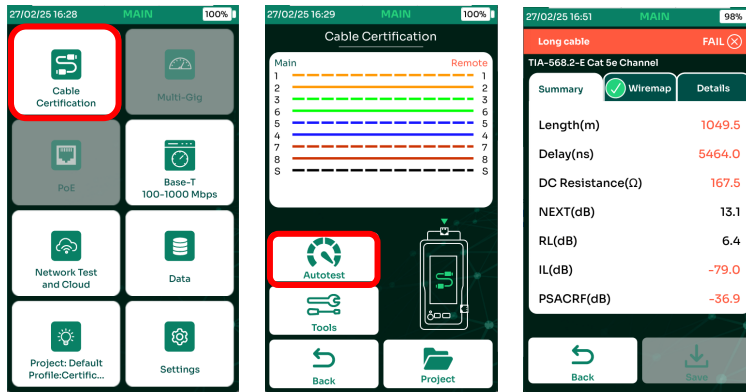 27/02/25 16:28 MAIN 100%
Cable
Certification
Multi-Gig
PoE
Base-T
100-1000 Mbps
Network Test
and Cloud
Data
Project: Default
Profile:Certific...
Settings
27/02/25 16:29 MAIN 100%
Cable Certification
Main Remote
1 1
2 2
3 3
6 6
5 5
4 4
7 7
8 8
S S
Autotest
Tools
Back
Project
27/02/25 16:51 MAIN 98%
Long cable FAIL
TIA-568.2-E Cat 5e Channel
Summary Wiremap Details
Length(m) 1049.5
Delay(ns) 5464.0
DC Resistance(Ω) 167.5
NEXT(dB) 13.1
RL(dB) 6.4
IL(dB) -79.0
PSACRF(dB) -36.9
Back Save